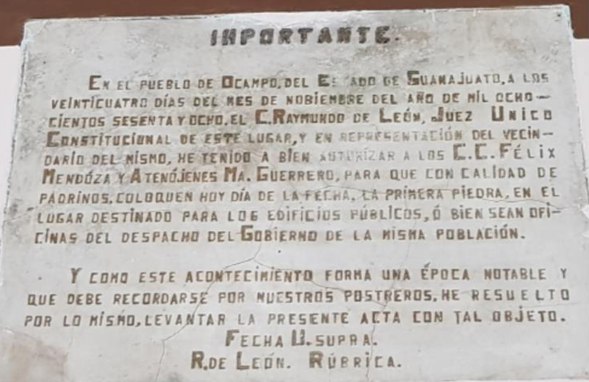 IMPORTANTE.
EN EL PUEBLO DE OCAMPO, DEL ESTADO DE GUANAJUATO, A LOS
VEINTICUATRO DÍAS DEL MES DE NOBIEMBRE DEL AÑO DE MIL OCHO-
CIENTOS SESENTA Y OCHO, EL C. RAYMUNDO DE LEÓN, JUEZ UNICO
CONSTITUCIONAL DE ESTE LUGAR, Y EN REPRESENTACIÓN DEL VECIN-
DARIO DEL MISMO, HE TENIDO A BIEN AUTORIZAR A LOS C.C. FÉLIX
MENDÓZA Y ATENÓJENES MA. GUERRERO, PARA QUE CON CALIDAD DE
PADRINOS, COLOQUEN HOY DÍA DE LA FECHA, LA PRIMERA PIEDRA, EN EL
LUGAR DESTINADO PARA LOS EDIFICIOS PÚBLICOS, Ó BIEN SEAN OFI-
CINAS DEL DESPACHO DEL GOBIERNO DE LA MISMA POBLACIÓN.
Y COMO ESTE ACONTECIMIENTO FORMA UNA ÉPOCA NOTABLE Y
QUE DEBE RECORDARSE POR NUESTROS POSTREROS, HE RESUELTO
POR LO MISMO, LEVANTAR LA PRESENTE ACTA CON TAL OBJETO.
FECHA U. SUPRA.
R. DE LEÓN. RÚBRICA.